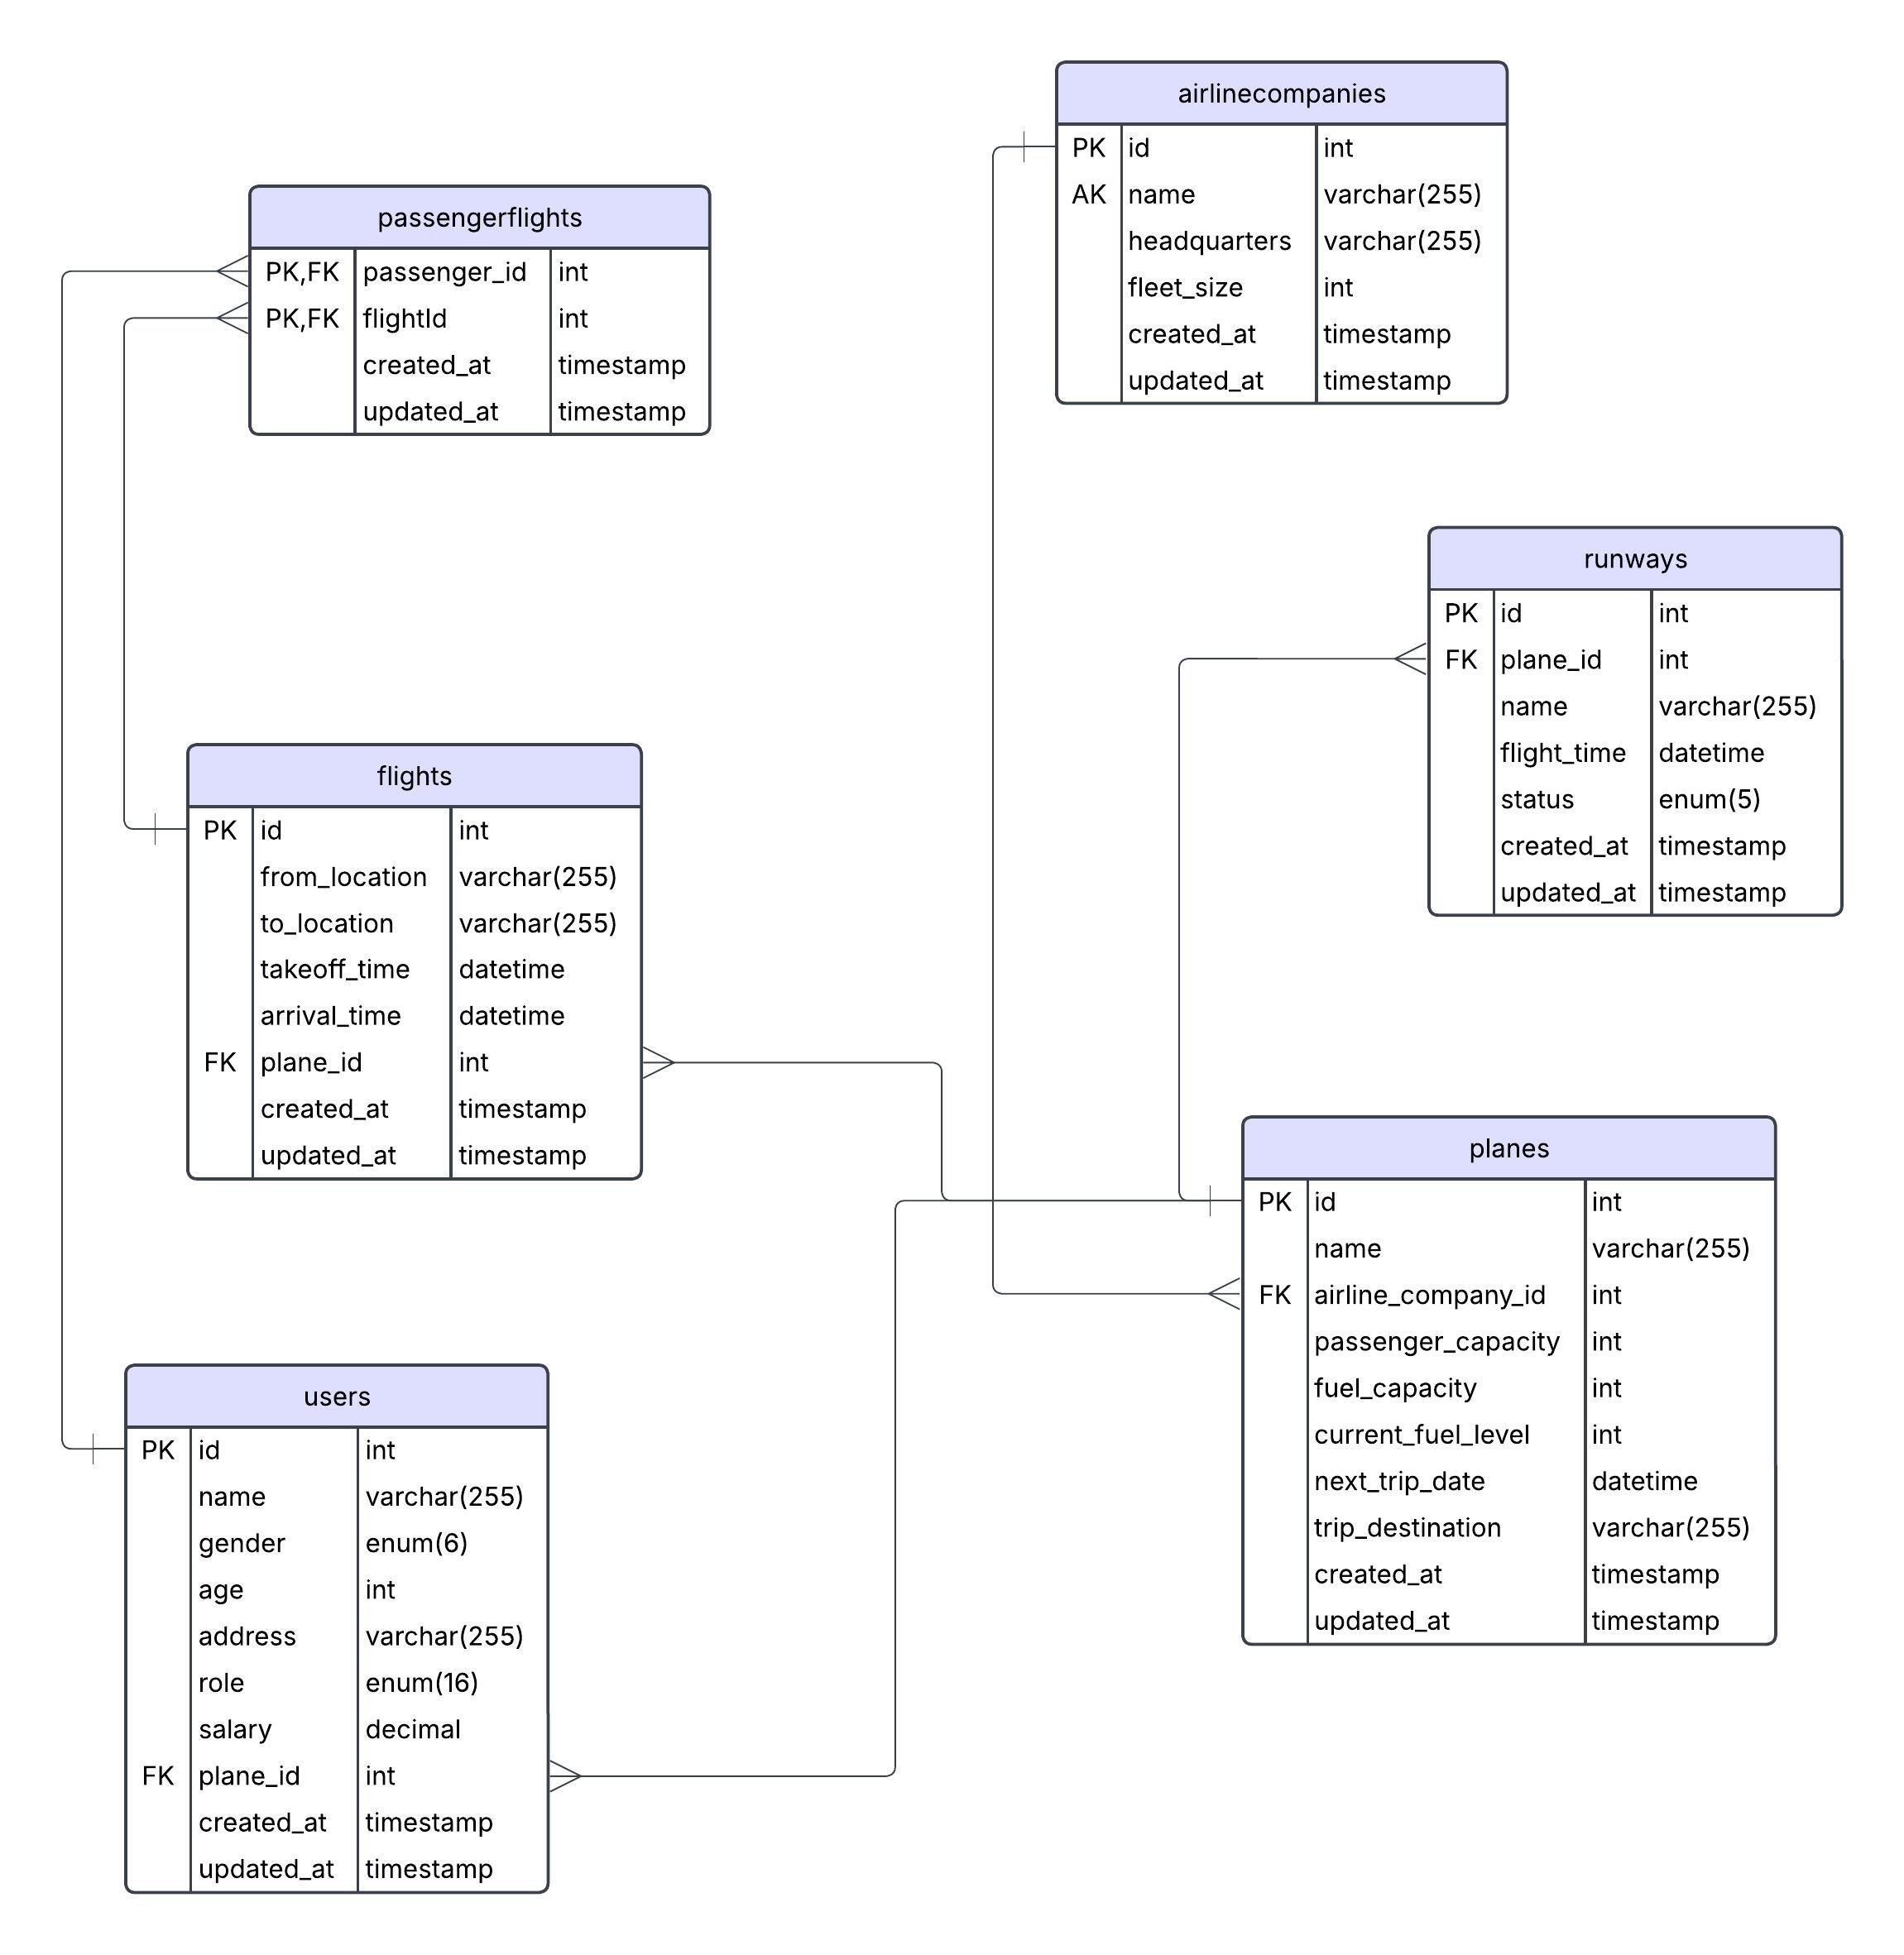 airlinecompanies
PK id int
AK name varchar(255)
headquarters varchar(255)
fleet_size int
created_at timestamp
updated_at timestamp
passengerflights
PK,FK passenger_id int
PK,FK flightId int
created_at timestamp
updated_at timestamp
runways
PK id int
FK plane_id int
name varchar(255)
flight_time datetime
status enum(5)
created_at timestamp
updated_at timestamp
flights
PK id int
from_location varchar(255)
to_location varchar(255)
takeoff_time datetime
arrival_time datetime
FK plane_id int
created_at timestamp
updated_at timestamp
planes
PK id int
name varchar(255)
FK airline_company_id int
passenger_capacity int
fuel_capacity int
current_fuel_level int
next_trip_date datetime
trip_destination varchar(255)
created_at timestamp
updated_at timestamp
users
PK id int
name varchar(255)
gender enum(6)
age int
address varchar(255)
role enum(16)
salary decimal
FK plane_id int
created_at timestamp
updated_at timestamp